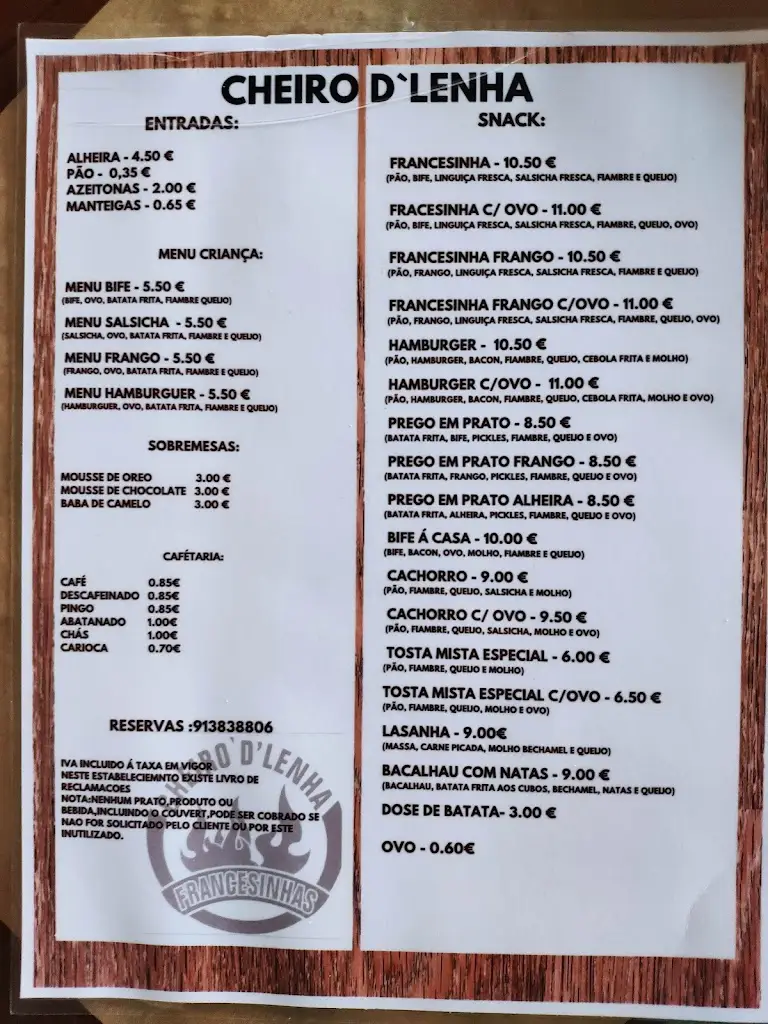 CHEIRO D`LENHA
ENTRADAS:
ALHEIRA - 4.50 €
PÃO - 0,35 €
AZEITONAS - 2.00 €
MANTEIGAS - 0.65 €
MENU CRIANÇA:
MENU BIFE - 5.50 €
(BIFE, OVO, BATATA FRITA, FIAMBRE QUEIJO)
MENU SALSICHA - 5.50 €
(SALSICHA, OVO, BATATA FRITA, FIAMBRE E QUEIJO)
MENU FRANGO - 5.50 €
(FRANGO, OVO, BATATA FRITA, FIAMBRE E QUEIJO)
MENU HAMBURGUER - 5.50 €
(HAMBURGUER, OVO, BATATA FRITA, FIAMBRE E QUEIJO)
SOBREMESAS:
MOUSSE DE OREO 3.00 €
MOUSSE DE CHOCOLATE 3.00 €
BABA DE CAMELO 3.00 €
CAFÉTARIA:
CAFÉ 0.85€
DESCAFEINADO 0.85€
PINGO 0.85€
ABATANADO 1.00€
CHÁS 1.00€
CARIOCA 0.70€
RESERVAS :913838806
IVA INCLUIDO Á TAXA EM VIGOR
NESTE ESTABELECIEMNTO EXISTE LIVRO DE
RECLAMACOES
NOTA:NENHUM PRATO,PRODUTO OU
BEBIDA,INCLUINDO O COUVERT,PODE SER COBRADO SE
NAO FOR SOLICITADO PELO CLIENTE OU POR ESTE
INUTILIZADO.
CHEIRO D'LENHA
FRANCESINHAS
SNACK:
FRANCESINHA - 10.50 €
(PÃO, BIFE, LINGUIÇA FRESCA, SALSICHA FRESCA, FIAMBRE E QUEIJO)
FRACESINHA C/ OVO - 11.00 €
(PÃO, BIFE, LINGUIÇA FRESCA, SALSICHA FRESCA, FIAMBRE, QUEIJO, OVO)
FRANCESINHA FRANGO - 10.50 €
(PÃO, FRANGO, LINGUIÇA FRESCA, SALSICHA FRESCA, FIAMBRE E QUEIJO)
FRANCESINHA FRANGO C/OVO - 11.00 €
(PÃO, FRANGO, LINGUIÇA FRESCA, SALSICHA FRESCA, FIAMBRE, QUEIJO, OVO)
HAMBURGER - 10.50 €
(PÃO, HAMBURGER, BACON, FIAMBRE, QUEIJO, CEBOLA FRITA E MOLHO)
HAMBURGER C/OVO - 11.00 €
(PÃO, HAMBURGER, BACON, FIAMBRE, QUEIJO, CEBOLA FRITA, MOLHO E OVO)
PREGO EM PRATO - 8.50 €
(BATATA FRITA, BIFE, PICKLES, FIAMBRE, QUEIJO E OVO)
PREGO EM PRATO FRANGO - 8.50 €
(BATATA FRITA, FRANGO, PICKLES, FIAMBRE, QUEIJO E OVO)
PREGO EM PRATO ALHEIRA - 8.50 €
(BATATA FRITA, ALHEIRA, PICKLES, FIAMBRE, QUEIJO E OVO)
BIFE Á CASA - 10.00 €
(BIFE, BACON, OVO, MOLHO, FIAMBRE E QUEIJO)
CACHORRO - 9.00 €
(PÃO, FIAMBRE, QUEIJO, SALSICHA E MOLHO)
CACHORRO C/ OVO - 9.50 €
(PÃO, FIAMBRE, QUEIJO, SALSICHA, MOLHO E OVO)
TOSTA MISTA ESPECIAL - 6.00 €
(PÃO, FIAMBRE, QUEIJO E MOLHO)
TOSTA MISTA ESPECIAL C/OVO - 6.50 €
(PÃO, FIAMBRE, QUEIJO, MOLHO E OVO)
LASANHA - 9.00€
(MASSA, CARNE PICADA, MOLHO BECHAMEL E QUEIJO)
BACALHAU COM NATAS - 9.00 €
(BACALHAU, BATATA FRITA AOS CUBOS, BECHAMEL, NATAS E QUEIJO)
DOSE DE BATATA- 3.00 €
OVO - 0.60€